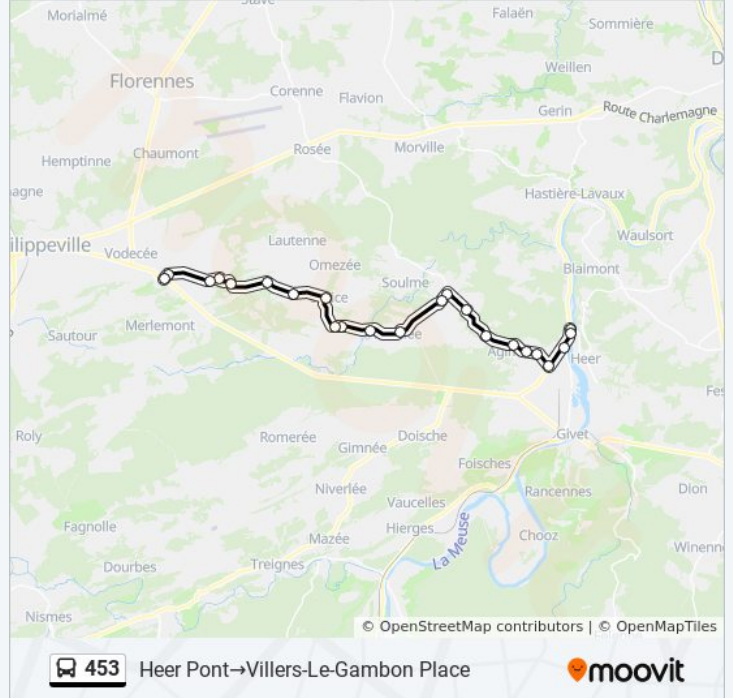 Morialmé
Falaën
Sommière
Florennes
Weillen
Corenne
Flavion
Gerin
Route Charlemagne
Chaumont
Rosée
Morville
Hemptinne
Hastière-Lavaux
Waulsort
Lautenne
Vodecée
Omezée
Blaimont
Soulme
Merlemont
Sautour
Heer
Roly
Romerée
Doische
Givet
Gimnée
Foisches
Niverlée
Rancennes
Dion
Vaucelles
Fagnolle
Hierges
La Meuse
Chooz
Mazée
Dourbes
Treignes
Nismes
© OpenStreetMap contributors | © OpenMapTiles
453 Heer Pont→Villers-Le-Gambon Place
moovit